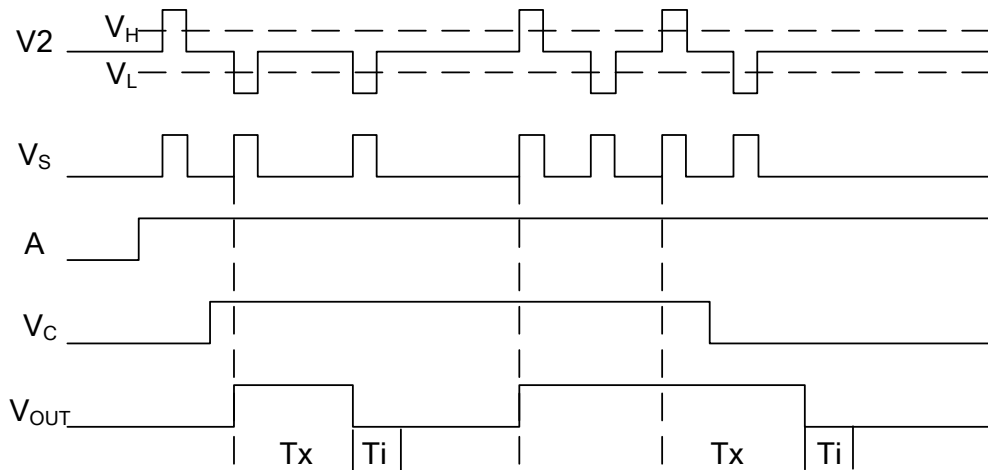 V2
V_H
V_L
V_S
A
V_C
V_OUT
Tx Ti Tx Ti